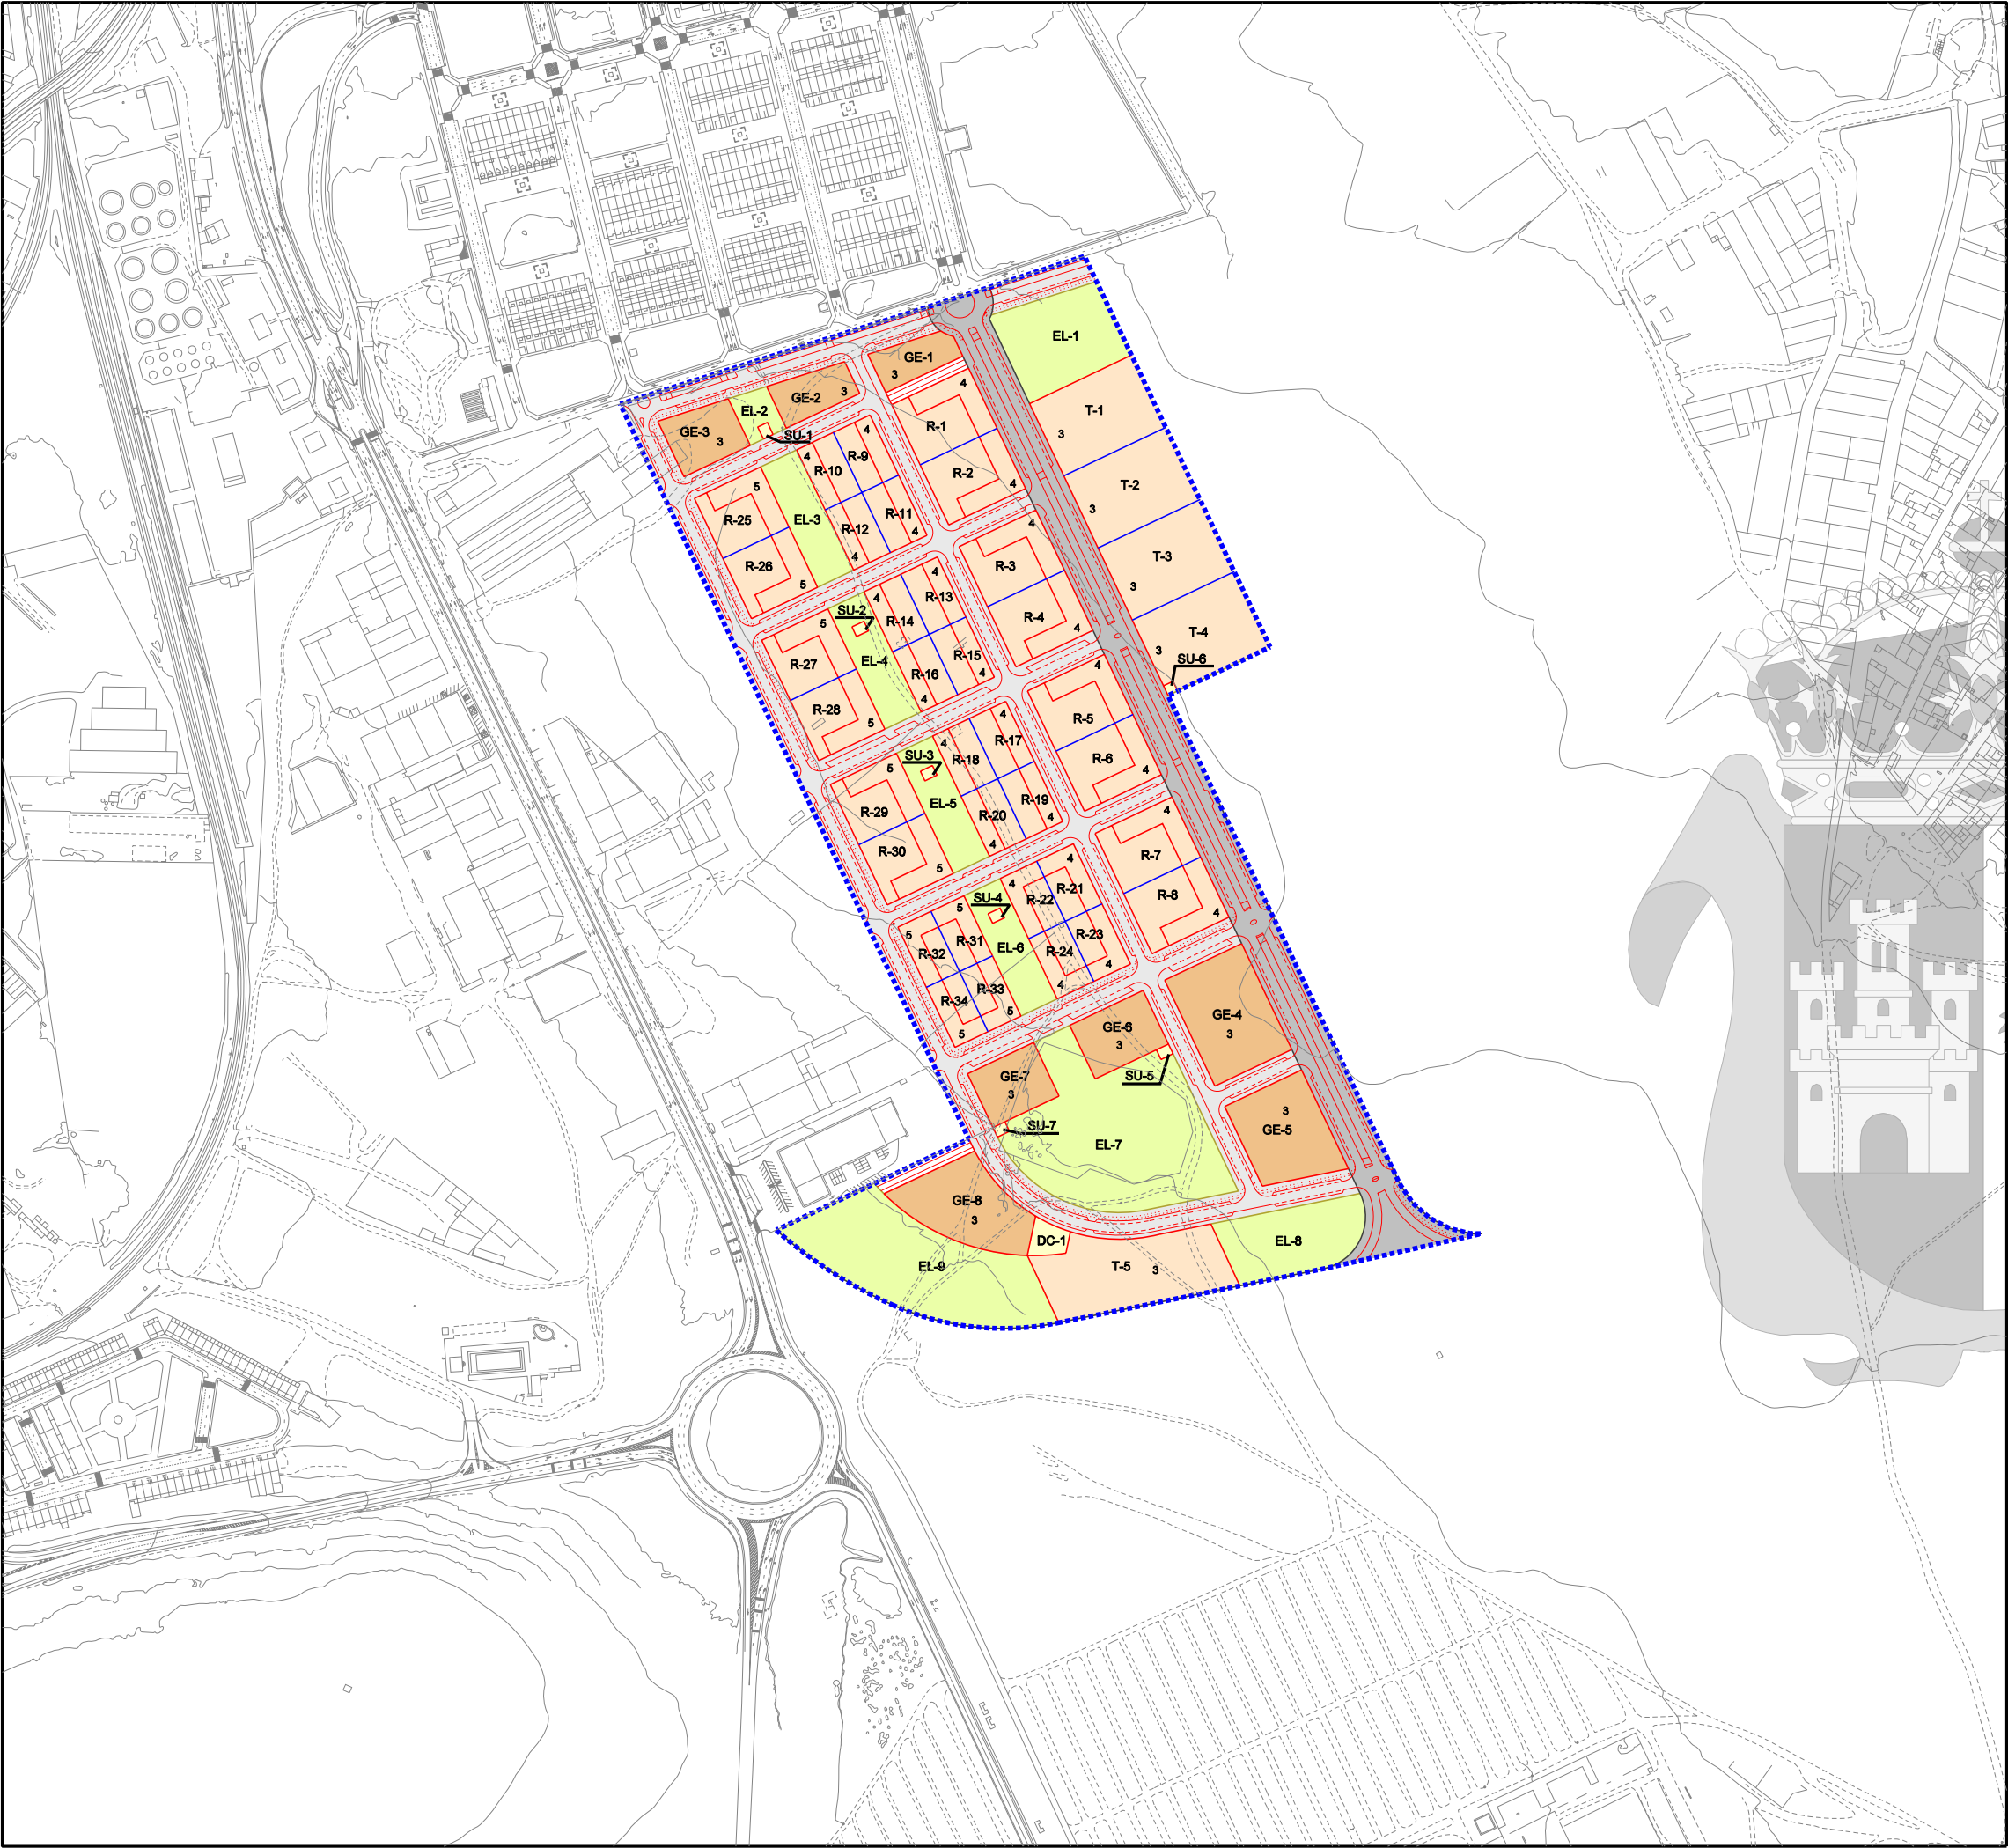 EL-1
GE-1
3
4
GE-2
3
EL-2
GE-3
3
SU-1
T-1
3
R-1
R-2
4
4
R-9
R-10
4
R-11
R-12
4
4
T-2
3
5
R-25
EL-3
R-26
5
4
T-3
3
R-3
R-4
4
4
R-13
R-14
4
R-15
R-16
4
4
SU-2
5
R-27
EL-4
R-28
5
T-4
3
SU-6
4
R-5
R-6
4
4
4
R-17
R-18
R-19
R-20
4
4
SU-3
5
R-29
EL-5
R-30
5
4
R-7
R-8
4
4
4
R-21
R-22
R-23
R-24
4
4
SU-4
5
5
R-31
R-32
EL-6
R-33
R-34
5
5
GE-4
3
GE-6
3
SU-5
GE-7
3
3
GE-5
SU-7
EL-7
GE-8
3
DC-1
EL-8
EL-9
T-5
3